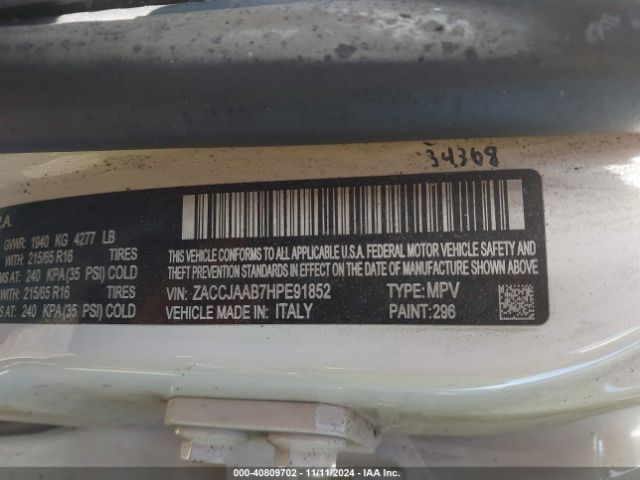 34368
P.A.
GVWR: 1940 KG 4277 LB
WITH: 215/65 R16 TIRES
MS AT: 240 KPA(35 PSI) COLD
WITH: 215/65 R16 TIRES
MS AT: 240 KPA(35 PSI) COLD
THIS VEHICLE CONFORMS TO ALL APPLICABLE U.S.A. FEDERAL MOTOR VEHICLE SAFETY
AND THEFT PREVENTION STANDARDS IN EFFECT ON THE DATE OF MANUFACTURE SHOWN ABOVE
VIN: ZACCJAAB7HPE91852 TYPE: MPV
VEHICLE MADE IN: ITALY PAINT: 296
000-40809702 - 11/11/2024 - IAA Inc.